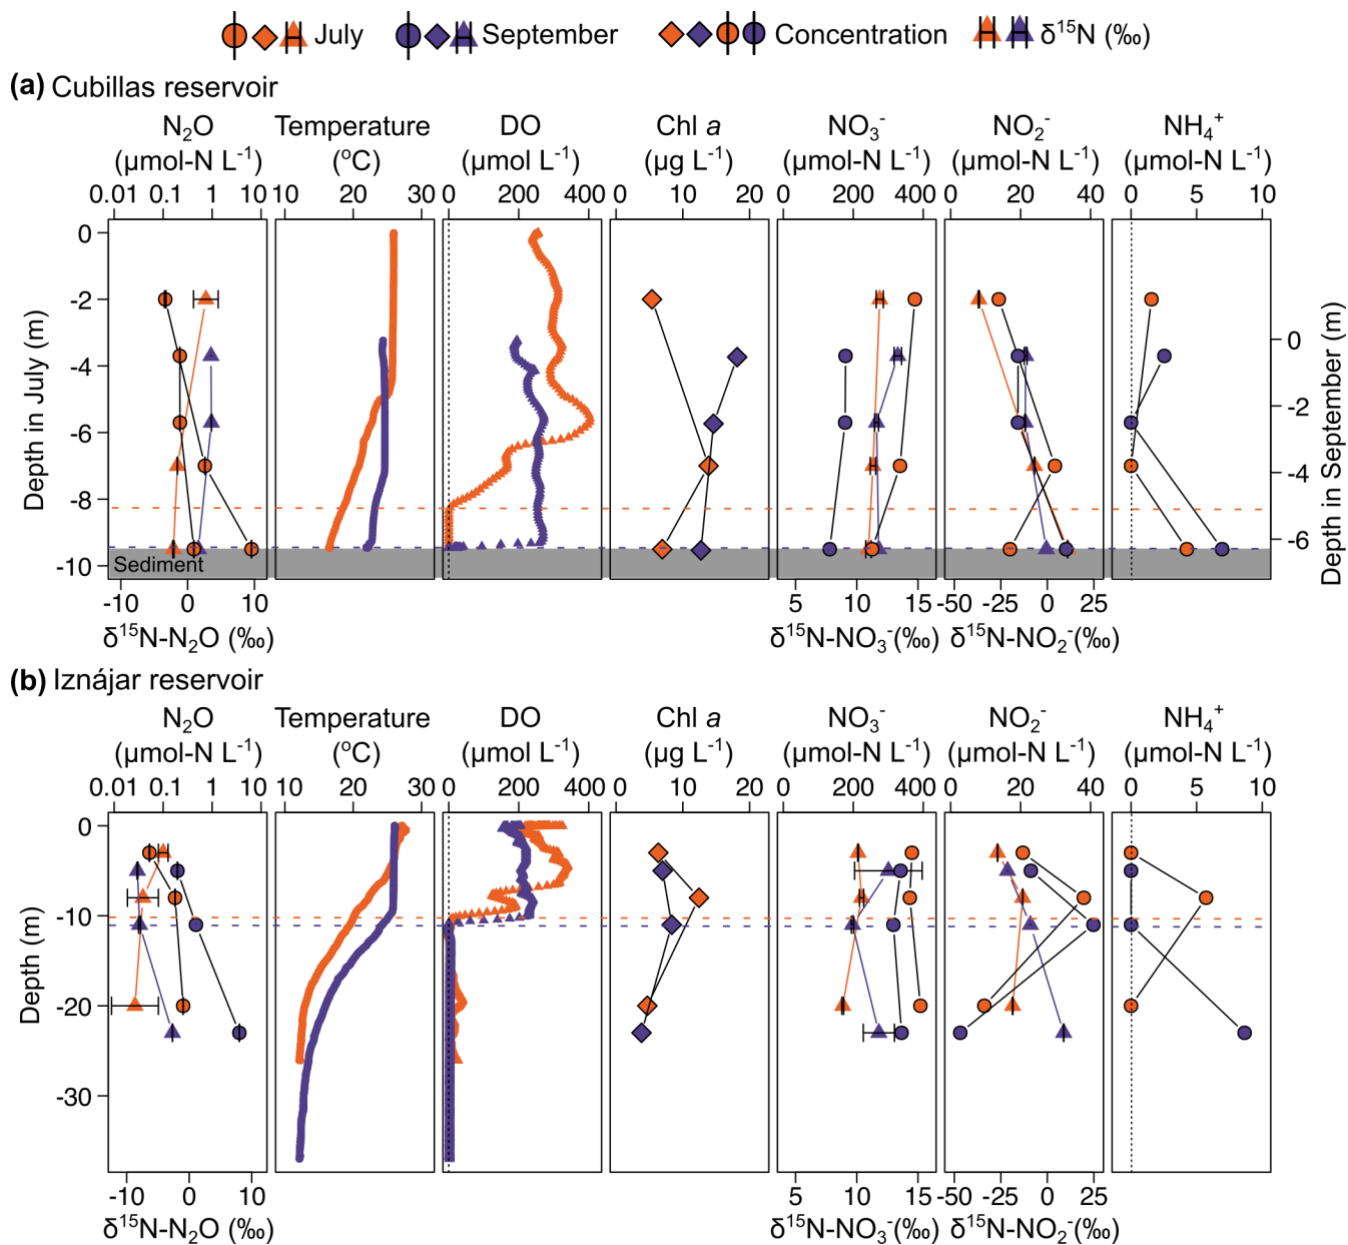 July September Concentration δ¹⁵N (‰)
(a) Cubillas reservoir
N₂O Temperature DO Chl a NO₃⁻ NO₂⁻ NH₄⁺
(µmol-N L⁻¹) (°C) (µmol L⁻¹) (µg L⁻¹) (µmol-N L⁻¹) (µmol-N L⁻¹) (µmol-N L⁻¹)
0.01 0.1 1 10 10 20 30 0 200 400 0 10 20 0 200 400 0 20 40 0 5 10
Depth in July (m)
0
-2
-4
-6
-8
-10
Sediment
0
-2
-4
-6
Depth in September (m)
-10 0 10 5 10 15 -50 -25 0 25
δ¹⁵N-N₂O (‰) δ¹⁵N-NO₃⁻(‰) δ¹⁵N-NO₂⁻(‰)
(b) Iznájar reservoir
N₂O Temperature DO Chl a NO₃⁻ NO₂⁻ NH₄⁺
(µmol-N L⁻¹) (°C) (µmol L⁻¹) (µg L⁻¹) (µmol-N L⁻¹) (µmol-N L⁻¹) (µmol-N L⁻¹)
0.01 0.1 1 10 10 20 30 0 200 400 0 10 20 0 200 400 0 20 40 0 5 10
Depth (m)
0
-10
-20
-30
-10 0 10 5 10 15 -50 -25 0 25
δ¹⁵N-N₂O (‰) δ¹⁵N-NO₃⁻(‰) δ¹⁵N-NO₂⁻(‰)